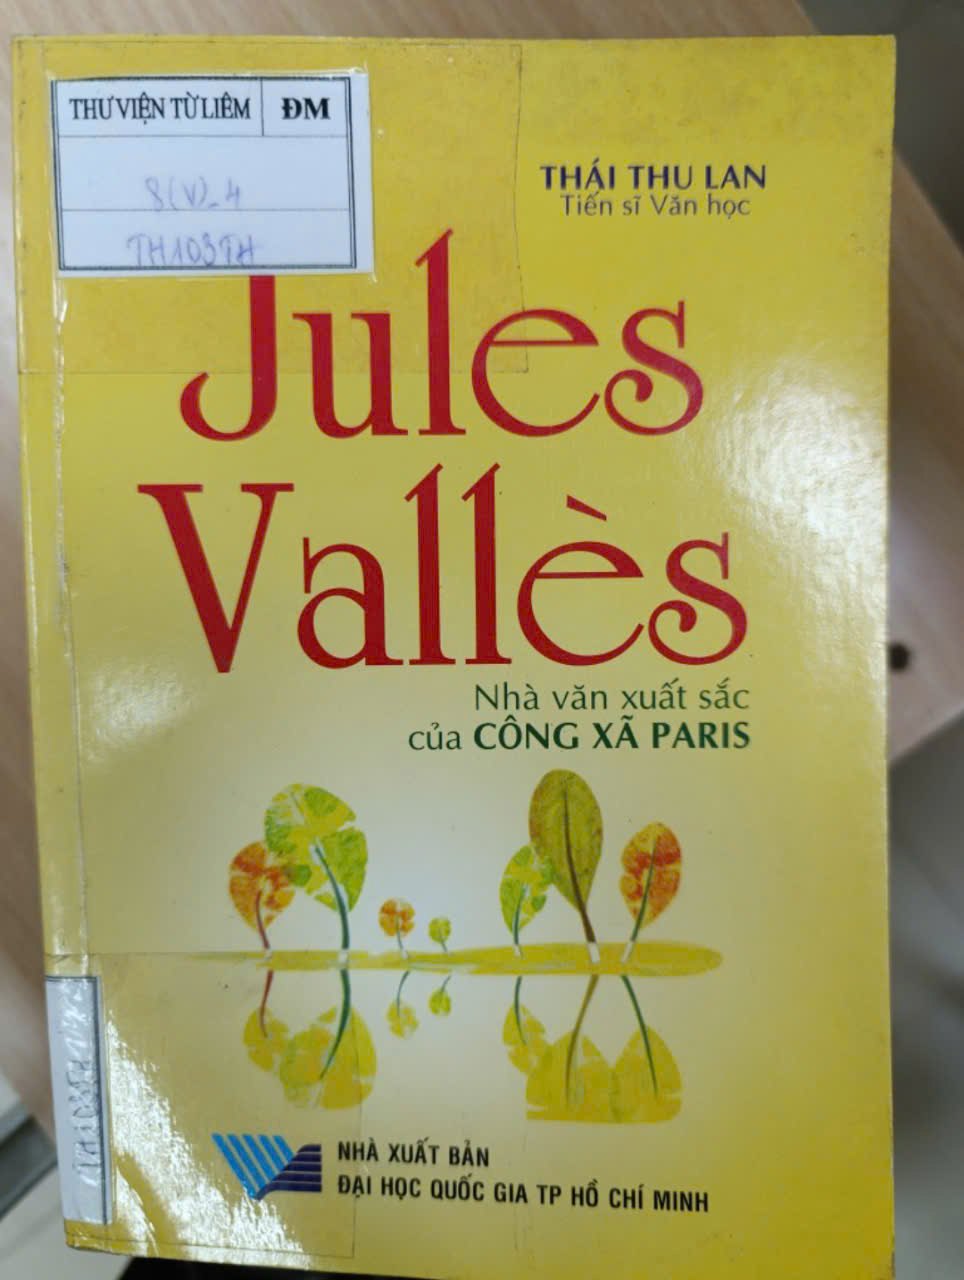 THƯ VIỆN TỪ LIÊM ĐM
8(V)-4
TH103TH
THÁI THU LAN
Tiến sĩ Văn học
Jules
Vallès
Nhà văn xuất sắc
của CÔNG XÃ PARIS
NHÀ XUẤT BẢN
ĐẠI HỌC QUỐC GIA TP HỒ CHÍ MINH